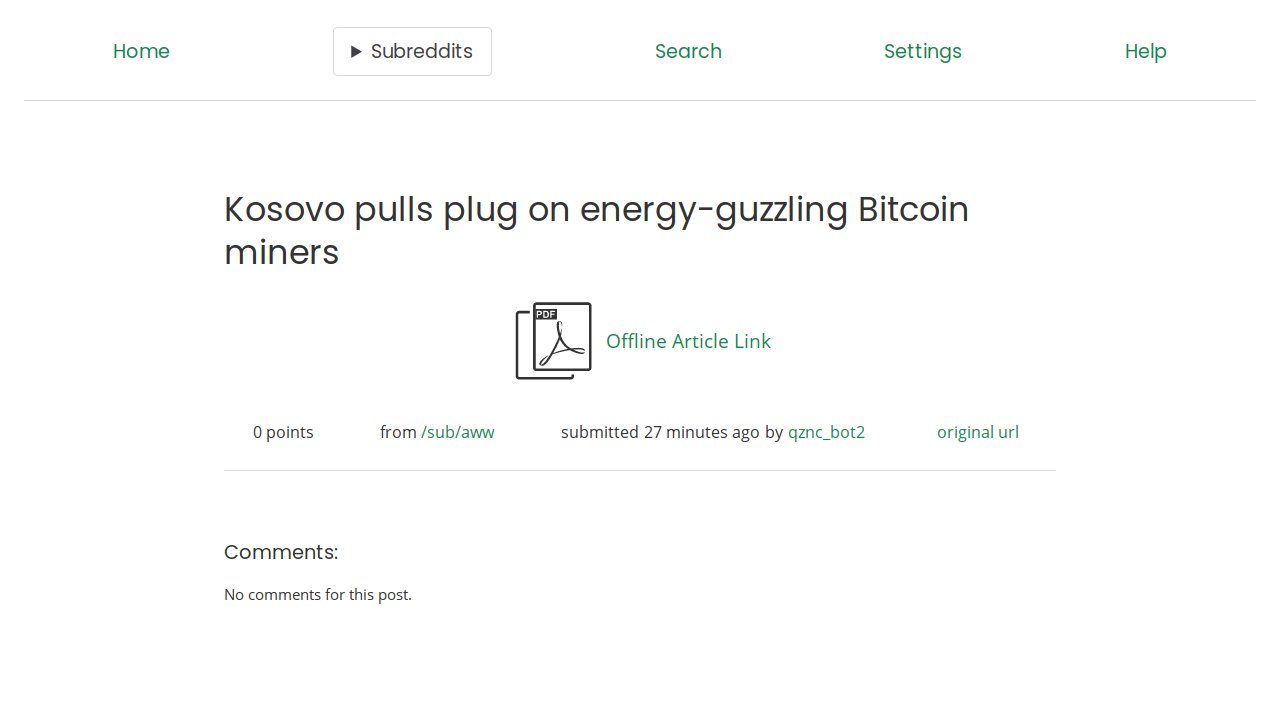 Home Subreddits Search Settings Help
Kosovo pulls plug on energy-guzzling Bitcoin
miners
PDF Offline Article Link
0 points from /sub/aww submitted 27 minutes ago by qznc_bot2 original url
Comments:
No comments for this post.